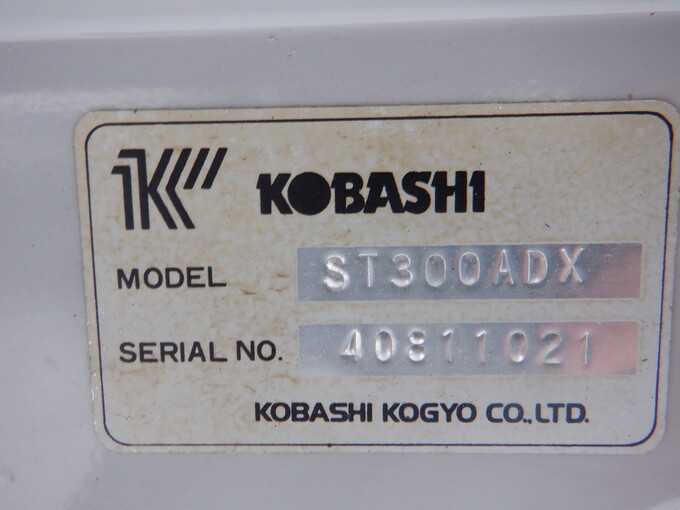 KOBASHI
MODEL ST300ADX
SERIAL NO. 40811021
KOBASHI KOGYO CO.,LTD.